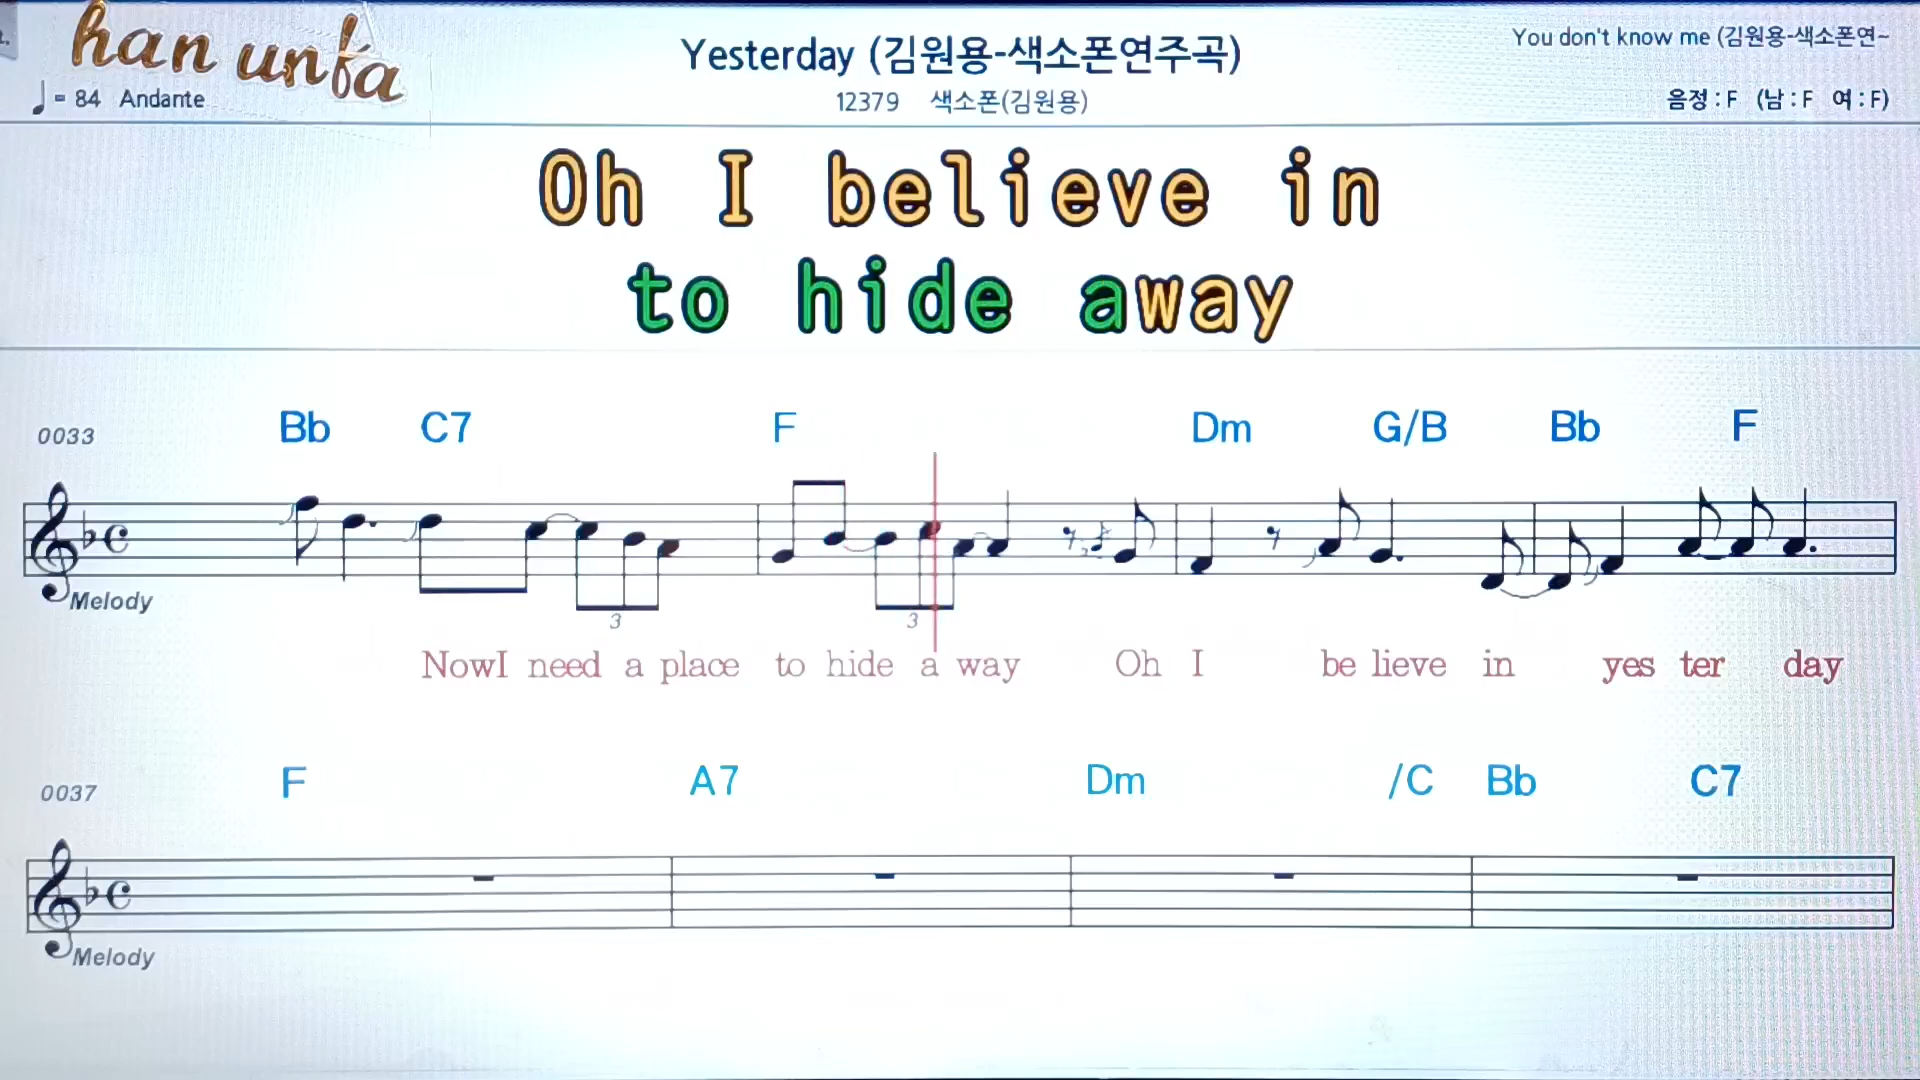 han unfa
Yesterday (김원용-색소폰연주곡)
You don't know me (김원용-색소폰연~
♩= 84 Andante
12379 색소폰(김원용)
음정 : F (남 : F 여 : F)
Oh I believe in
to hide away
0033 Bb C7 F Dm G/B Bb F
Melody
3 3
NowI need a place to hide a way Oh I be lieve in yes ter day
0037 F A7 Dm /C Bb C7
Melody